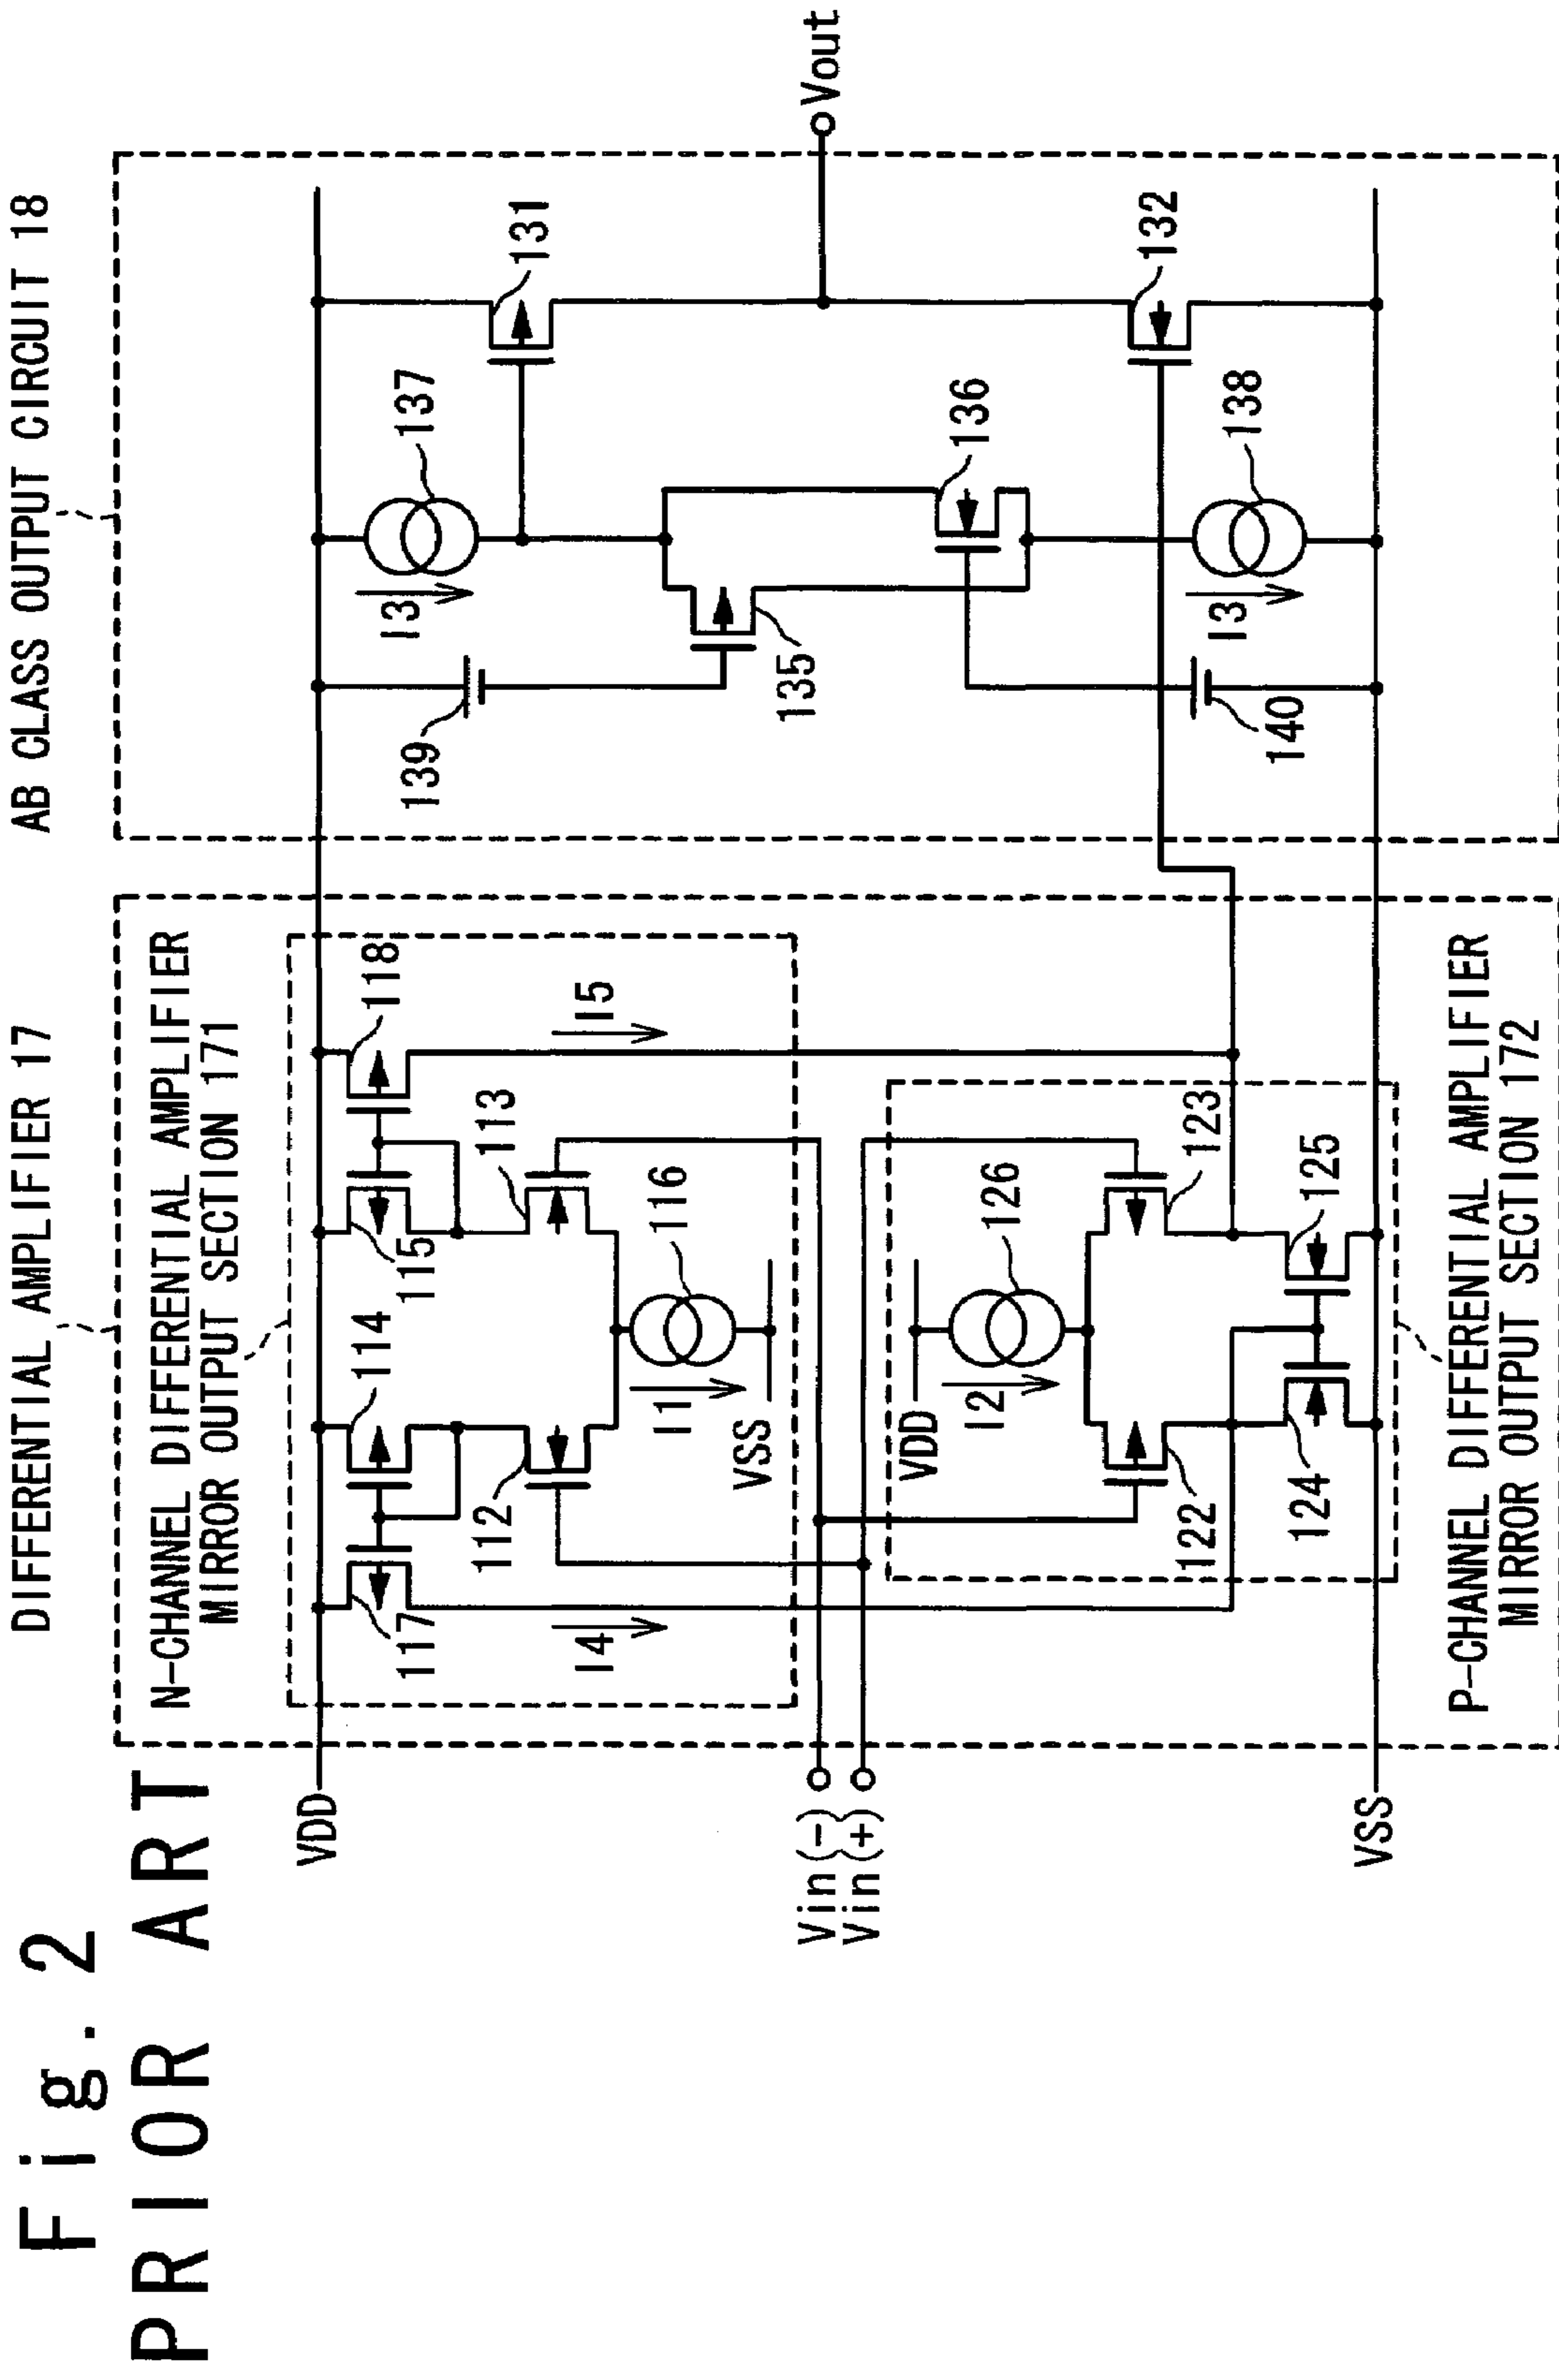 Fig. 2
PRIOR ART
DIFFERENTIAL AMPLIFIER 17
AB CLASS OUTPUT CIRCUIT 18
N-CHANNEL DIFFERENTIAL AMPLIFIER
MIRROR OUTPUT SECTION 171
VDD
117
114
115
118
139
I3
137
131
112
113
I4
I1
116
I5
VSS
135
136
Vin(-)
Vin(+)
Vout
VDD
I2
126
122
123
124
125
140
I3
138
132
VSS
P-CHANNEL DIFFERENTIAL AMPLIFIER
MIRROR OUTPUT SECTION 172